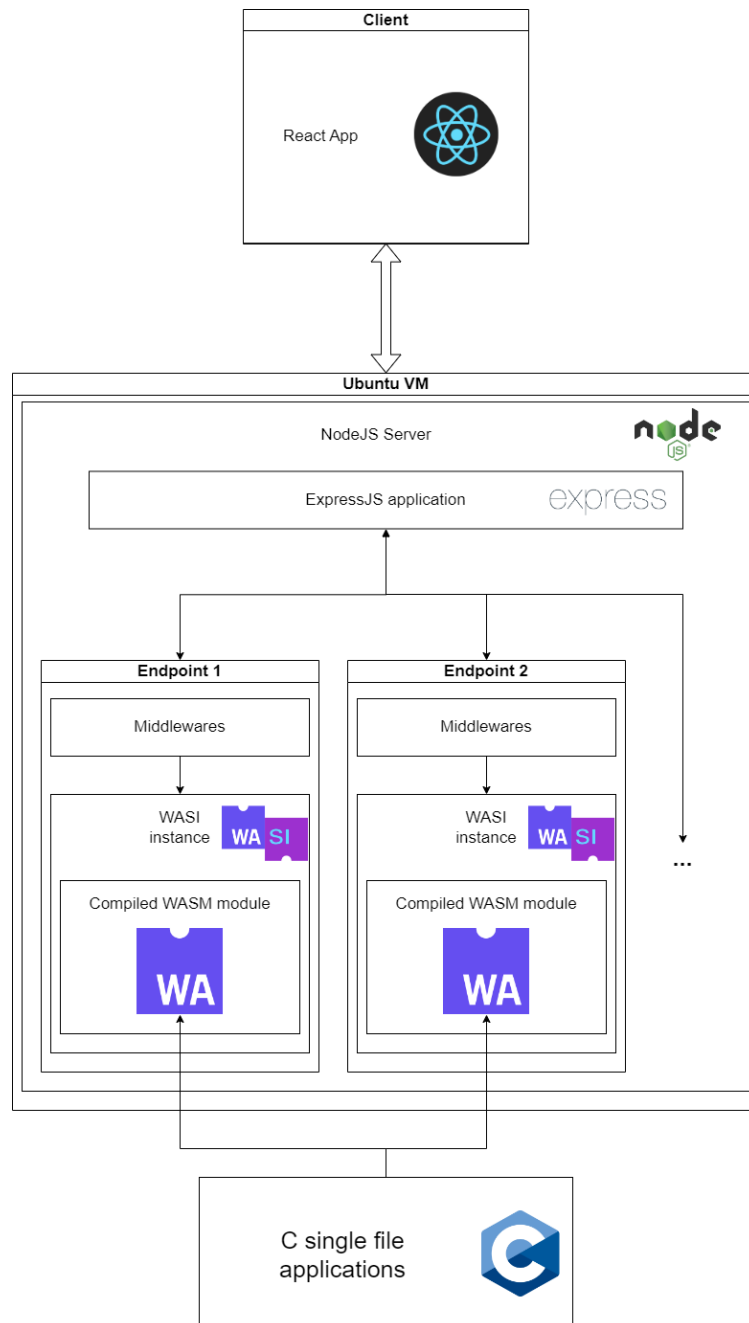 Client
React App
Ubuntu VM
NodeJS Server
node
JS
ExpressJS application
express
Endpoint 1
Endpoint 2
Middlewares
Middlewares
WASI
instance
WA SI
WASI
instance
WA SI
...
Compiled WASM module
WA
Compiled WASM module
WA
C single file
applications
C